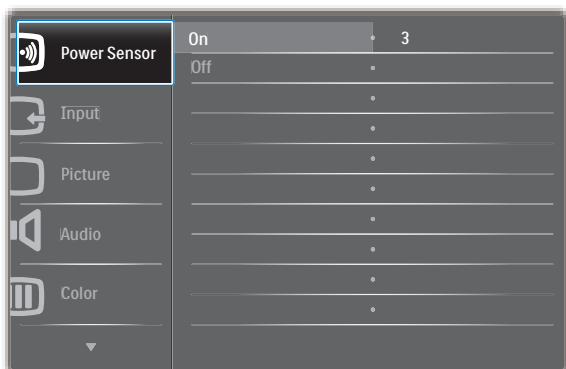 Power Sensor
On 3
Off
Input
Picture
Audio
Color